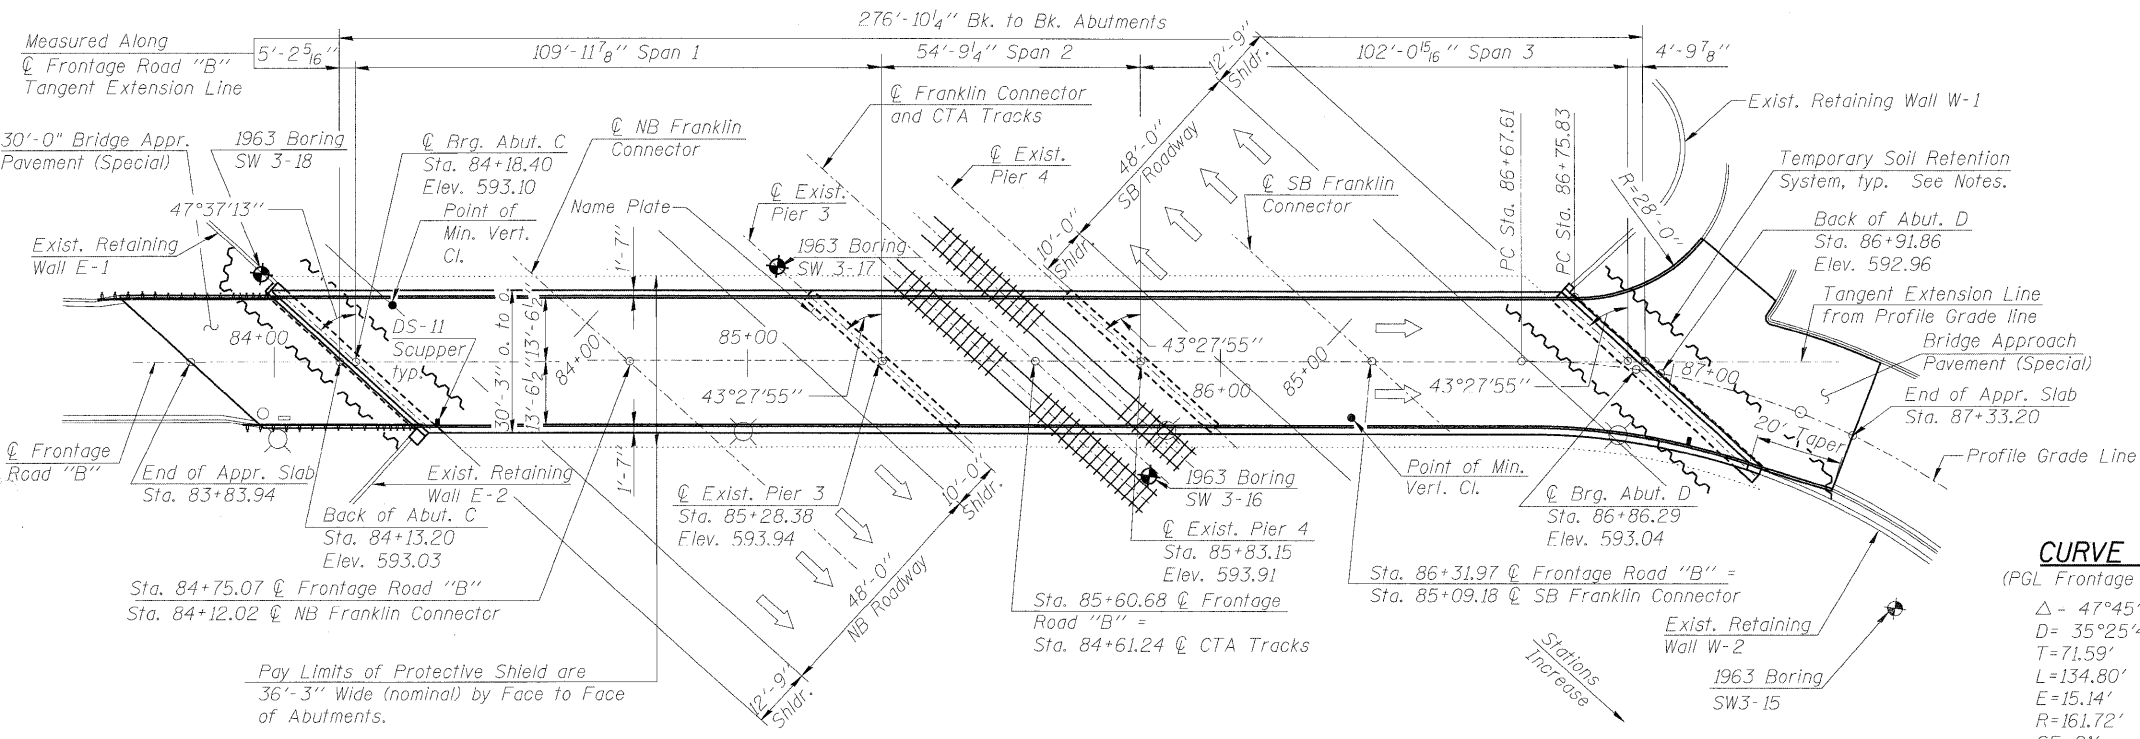 276'-10¼" Bk. to Bk. Abutments
Measured Along
℄ Frontage Road "B"
Tangent Extension Line
5'-2 5/16"
109'-11⅞" Span 1
54'-9¼" Span 2
12'-9"
Shldr.
102'-0 15/16" Span 3
4'-9⅞"
℄ Franklin Connector
and CTA Tracks
Exist. Retaining Wall W-1
30'-0" Bridge Appr.
Pavement (Special)
1963 Boring
SW 3-18
℄ Brg. Abut. C
Sta. 84+18.40
Elev. 593.10
℄ NB Franklin
Connector
℄ Exist.
Pier 4
48'-0"
SB Roadway
PC Sta. 86+67.61
PC Sta. 86+75.83
Temporary Soil Retention
System, typ. See Notes.
47°37'13"
Point of
Min. Vert.
Cl.
Name Plate
℄ Exist.
Pier 3
℄ SB Franklin
Connector
R=28'-0"
Back of Abut. D
Sta. 86+91.86
Elev. 592.96
Exist. Retaining
Wall E-1
1'-7"
1963 Boring
SW 3-17
10'-0"
Shldr.
Tangent Extension Line
from Profile Grade line
84+00
DS-11
Scupper
typ.
30'-3" o. to o.
13'-6½"
13'-6½"
84+00
85+00
43°27'55"
43°27'55"
86+00
85+00
43°27'55"
87+00
Bridge Approach
Pavement (Special)
End of Appr. Slab
Sta. 87+33.20
20' Taper
℄ Frontage
Road "B"
End of Appr. Slab
Sta. 83+83.94
Exist. Retaining
Wall E-2
1'-7"
℄ Exist. Pier 3
Sta. 85+28.38
Elev. 593.94
10'-0"
Shldr.
1963 Boring
SW 3-16
Point of Min.
Vert. Cl.
℄ Brg. Abut. D
Sta. 86+86.29
Elev. 593.04
Profile Grade Line
Back of Abut. C
Sta. 84+13.20
Elev. 593.03
℄ Exist. Pier 4
Sta. 85+83.15
Elev. 593.91
48'-0"
NB Roadway
Sta. 84+75.07 ℄ Frontage Road "B"
Sta. 84+12.02 ℄ NB Franklin Connector
Sta. 85+60.68 ℄ Frontage
Road "B" =
Sta. 84+61.24 ℄ CTA Tracks
Sta. 86+31.97 ℄ Frontage Road "B" =
Sta. 85+09.18 ℄ SB Franklin Connector
Exist. Retaining
Wall W-2
1963 Boring
SW3-15
Stations
Increase
Pay Limits of Protective Shield are
36'-3" Wide (nominal) by Face to Face
of Abutments.
12'-9"
Shldr.
CURVE
(PGL Frontage
Δ - 47°45'
D= 35°25'4
T=71.59'
L=134.80'
E=15.14'
R=161.72'